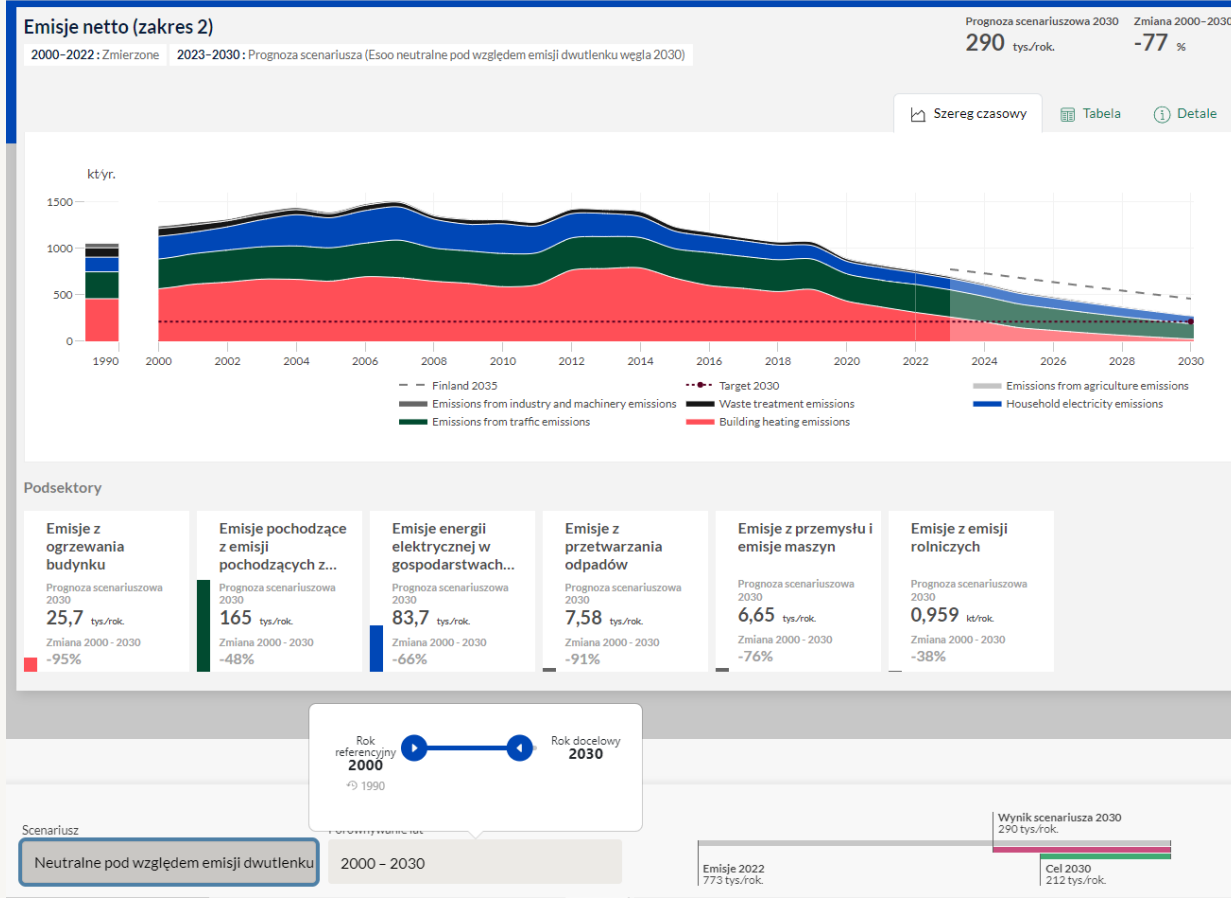 Emisje netto (zakres 2)
2000–2022 : Zmierzone 2023–2030 : Prognoza scenariusza (Esoo neutralne pod względem emisji dwutlenku węgla 2030)
Prognoza scenariuszowa 2030 Zmiana 2000–2030
290 tys./rok. -77 %
Szereg czasowy Tabela Detale
kt/yr.
1500
1000
500
0
1990 2000 2002 2004 2006 2008 2010 2012 2014 2016 2018 2020 2022 2024 2026 2028 2030
Finland 2035 Target 2030 Emissions from agriculture emissions
Emissions from industry and machinery emissions Waste treatment emissions Household electricity emissions
Emissions from traffic emissions Building heating emissions
Podsektory
Emisje z
ogrzewania
budynku
Prognoza scenariuszowa
2030
25,7 tys./rok.
Zmiana 2000 - 2030
-95%
Emisje pochodzące
z emisji
pochodzących z...
Prognoza scenariuszowa
2030
165 tys./rok.
Zmiana 2000 - 2030
-48%
Emisje energii
elektrycznej w
gospodarstwach...
Prognoza scenariuszowa
2030
83,7 tys./rok.
Zmiana 2000 - 2030
-66%
Emisje z
przetwarzania
odpadów
Prognoza scenariuszowa
2030
7,58 tys./rok.
Zmiana 2000 - 2030
-91%
Emisje z przemysłu i
emisje maszyn
Prognoza scenariuszowa
2030
6,65 tys./rok.
Zmiana 2000 - 2030
-76%
Emisje z emisji
rolniczych
Prognoza scenariuszowa
2030
0,959 kt/rok.
Zmiana 2000 - 2030
-38%
Rok
referencyjny
2000
1990
Rok docelowy
2030
Scenariusz
Neutralne pod względem emisji dwutlenku
2000 – 2030
Wynik scenariusza 2030
290 tys./rok.
Emisje 2022
773 tys./rok.
Cel 2030
212 tys./rok.